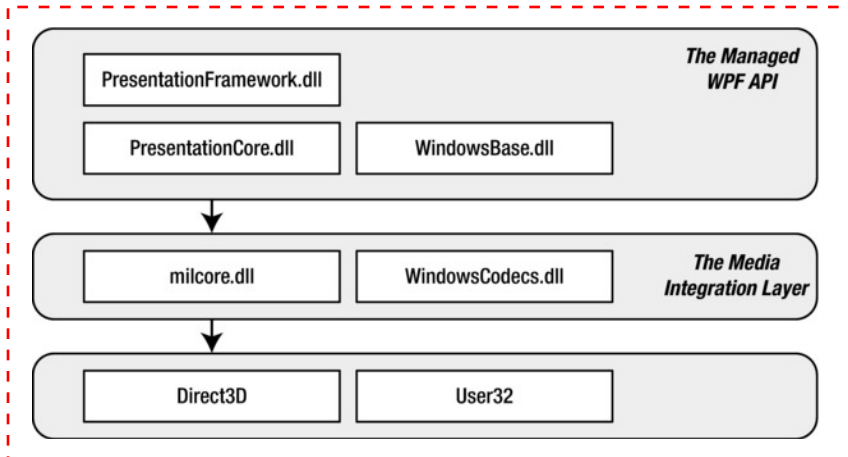 The Managed
WPF API
PresentationFramework.dll
PresentationCore.dll
WindowsBase.dll
milcore.dll
WindowsCodecs.dll
The Media
Integration Layer
Direct3D
User32